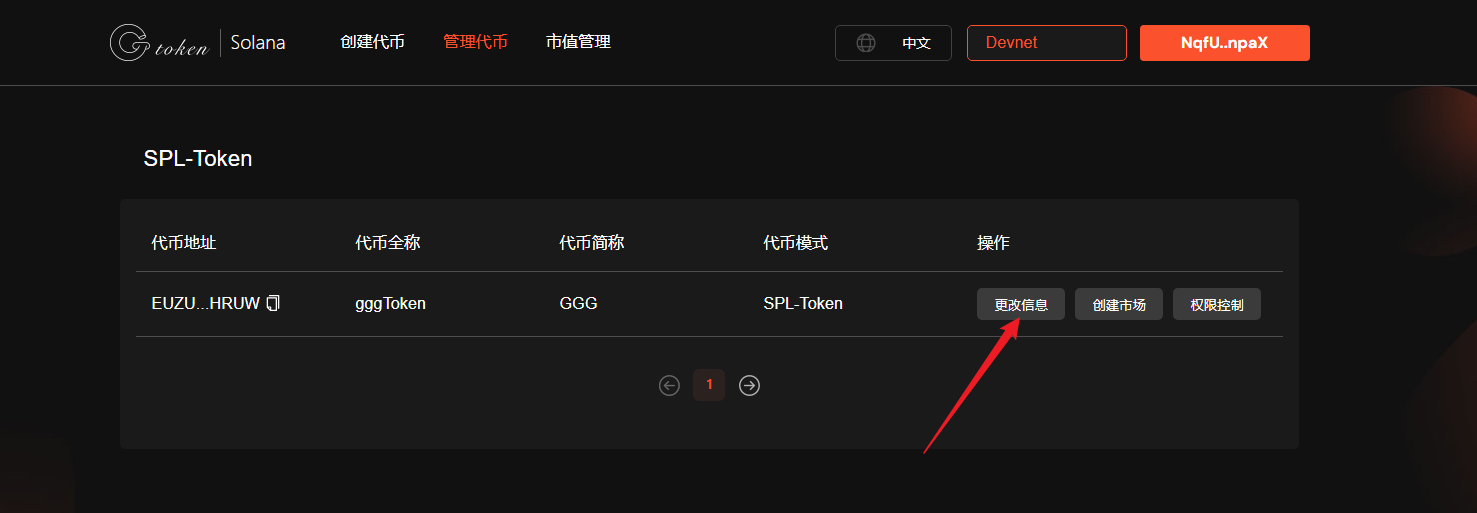 Gtoken Solana 创建代币 管理代币 市值管理 中文 Devnet NqfU..npaX
SPL-Token
代币地址 代币全称 代币简称 代币模式 操作
EUZU...HRUW gggToken GGG SPL-Token 更改信息 创建市场 权限控制
1